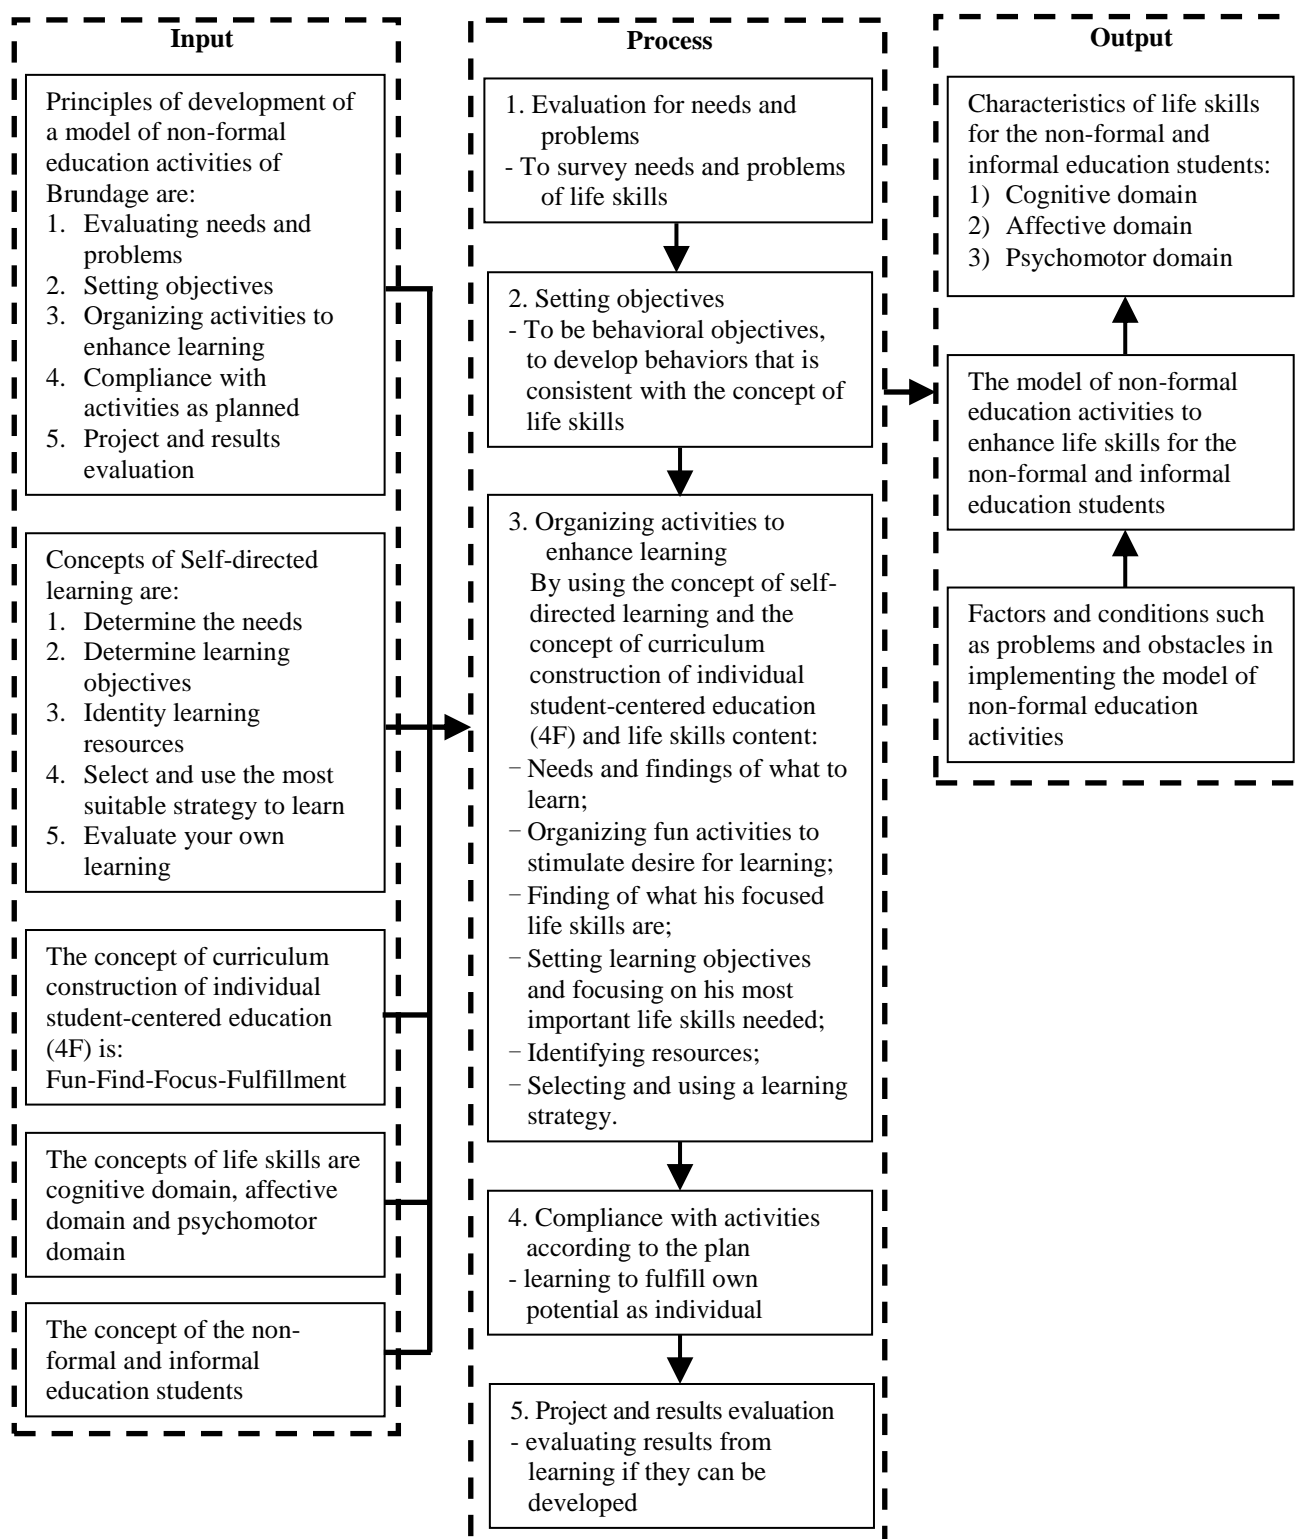 Input
Principles of development of
a model of non-formal
education activities of
Brundage are:
1. Evaluating needs and
problems
2. Setting objectives
3. Organizing activities to
enhance learning
4. Compliance with
activities as planned
5. Project and results
evaluation
Concepts of Self-directed
learning are:
1. Determine the needs
2. Determine learning
objectives
3. Identity learning
resources
4. Select and use the most
suitable strategy to learn
5. Evaluate your own
learning
The concept of curriculum
construction of individual
student-centered education
(4F) is:
Fun-Find-Focus-Fulfillment
The concepts of life skills are
cognitive domain, affective
domain and psychomotor
domain
The concept of the non-
formal and informal
education students
Process
1. Evaluation for needs and
problems
- To survey needs and problems
of life skills
2. Setting objectives
- To be behavioral objectives,
to develop behaviors that is
consistent with the concept of
life skills
3. Organizing activities to
enhance learning
By using the concept of self-
directed learning and the
concept of curriculum
construction of individual
student-centered education
(4F) and life skills content:
− Needs and findings of what to
learn;
− Organizing fun activities to
stimulate desire for learning;
− Finding of what his focused
life skills are;
− Setting learning objectives
and focusing on his most
important life skills needed;
− Identifying resources;
− Selecting and using a learning
strategy.
4. Compliance with activities
according to the plan
- learning to fulfill own
potential as individual
5. Project and results evaluation
- evaluating results from
learning if they can be
developed
Output
Characteristics of life skills
for the non-formal and
informal education students:
1) Cognitive domain
2) Affective domain
3) Psychomotor domain
The model of non-formal
education activities to
enhance life skills for the
non-formal and informal
education students
Factors and conditions such
as problems and obstacles in
implementing the model of
non-formal education
activities